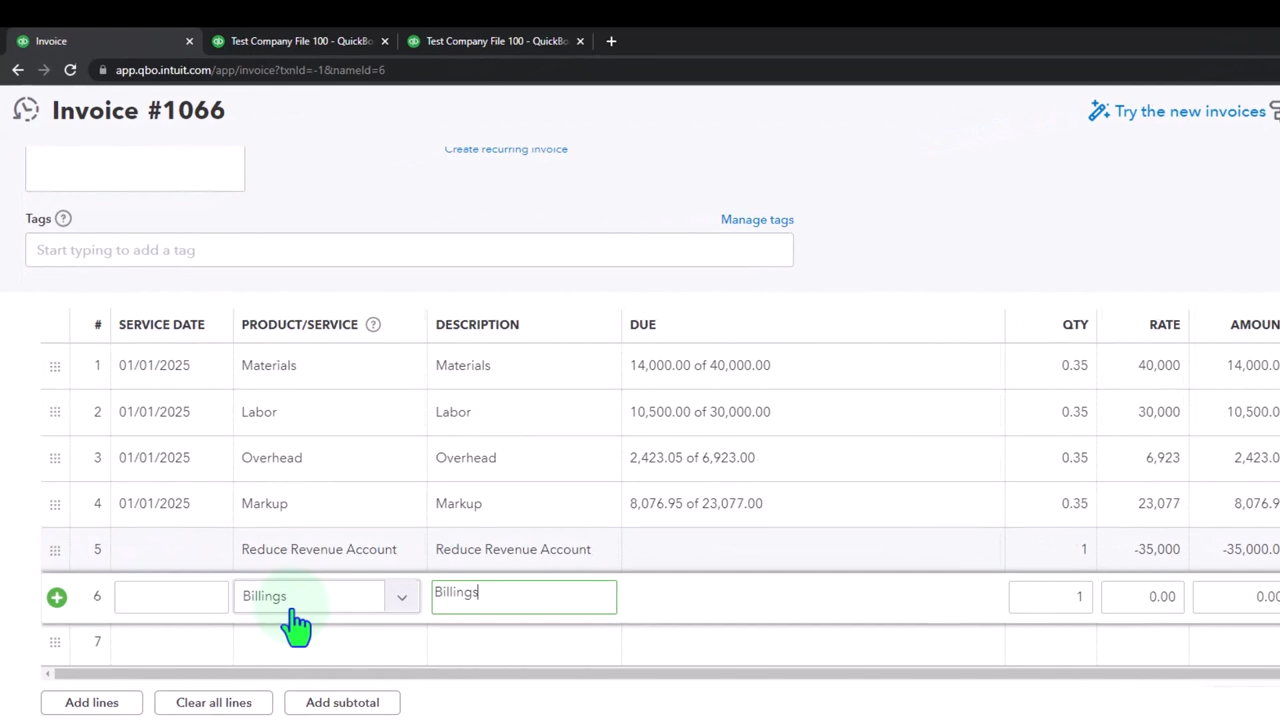 Invoice
Test Company File 100 - QuickBo
Test Company File 100 - QuickBo
app.qbo.intuit.com/app/invoice?txnId=-1&nameId=6
Invoice #1066
Try the new invoices
Create recurring invoice
Tags ?
Manage tags
Start typing to add a tag
# SERVICE DATE PRODUCT/SERVICE ? DESCRIPTION DUE QTY RATE AMOUN
1 01/01/2025 Materials Materials 14,000.00 of 40,000.00 0.35 40,000 14,000.0
2 01/01/2025 Labor Labor 10,500.00 of 30,000.00 0.35 30,000 10,500.0
3 01/01/2025 Overhead Overhead 2,423.05 of 6,923.00 0.35 6,923 2,423.0
4 01/01/2025 Markup Markup 8,076.95 of 23,077.00 0.35 23,077 8,076.9
5 Reduce Revenue Account Reduce Revenue Account 1 -35,000 -35,000.0
6 Billings Billings 1 0.00 0.00
7
Add lines Clear all lines Add subtotal